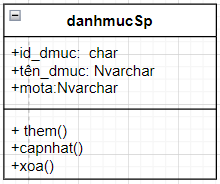 danhmucSp
+id_dmuc: char
+tên_dmuc: Nvarchar
+mota:Nvarchar
+ them()
+capnhat()
+xoa()